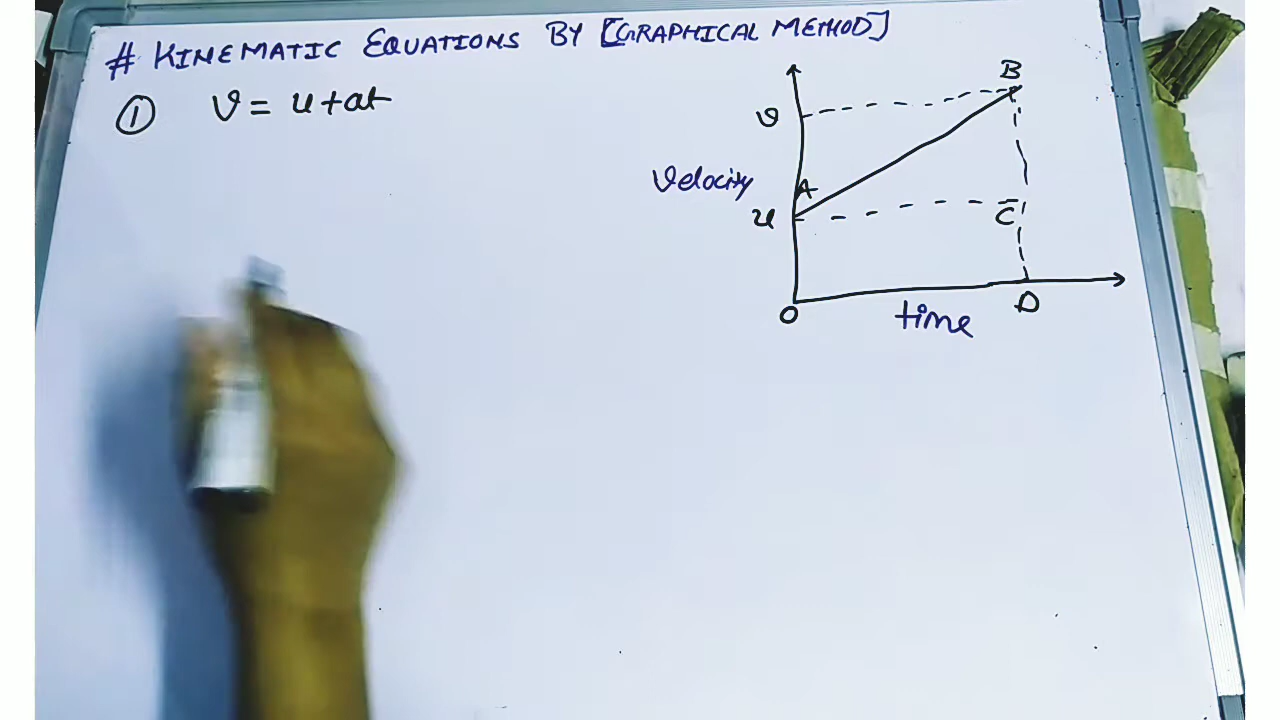 # KINEMATIC EQUATIONS BY [GRAPHICAL METHOD]
① v = u + at
B
v
Velocity
A
u
C
O
time
D